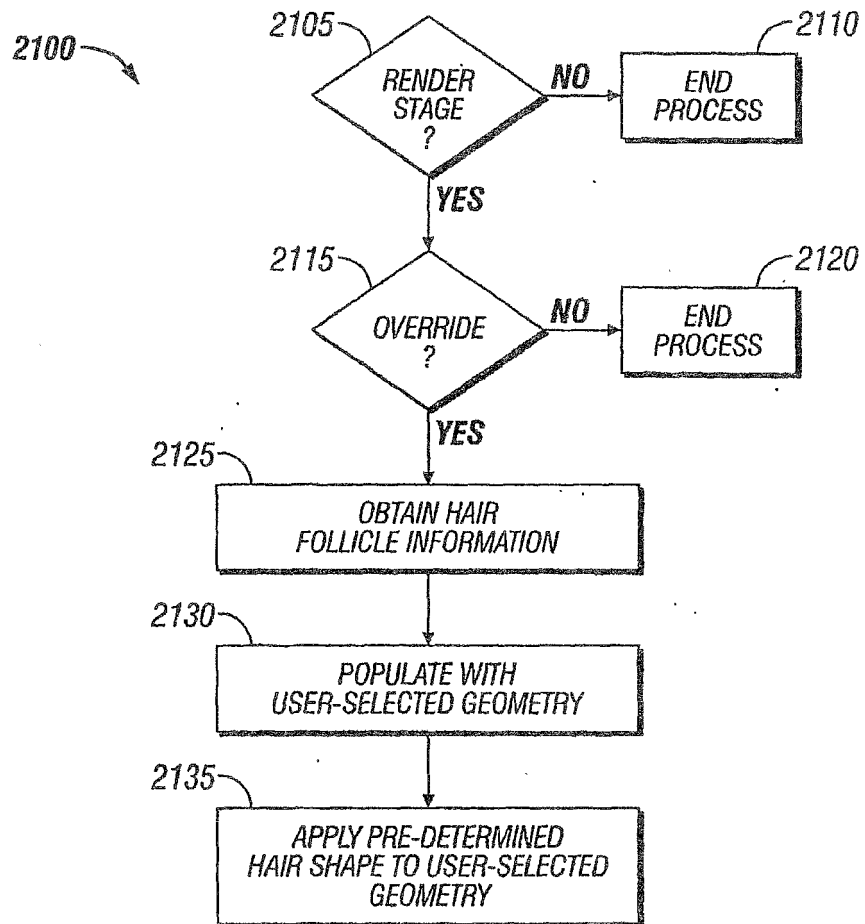 2100
2105
RENDER
STAGE
?
NO
2110
END
PROCESS
YES
2115
OVERRIDE
?
NO
2120
END
PROCESS
YES
2125
OBTAIN HAIR
FOLLICLE INFORMATION
2130
POPULATE WITH
USER-SELECTED GEOMETRY
2135
APPLY PRE-DETERMINED
HAIR SHAPE TO USER-SELECTED
GEOMETRY